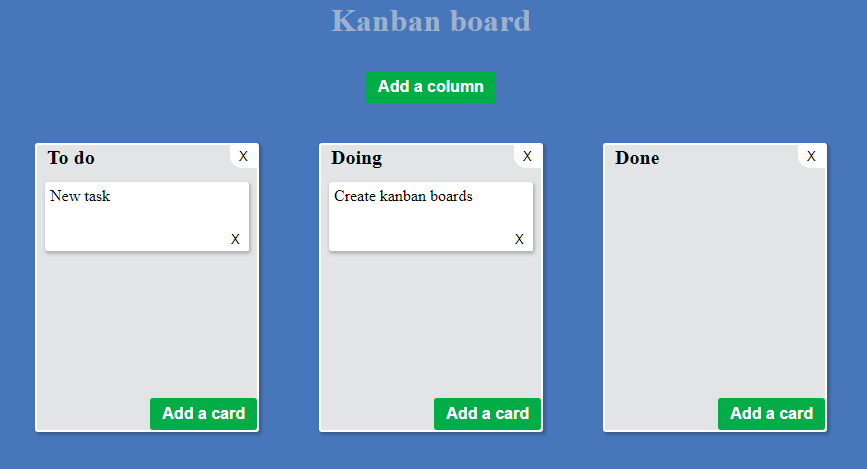 Kanban board
Add a column
To do
X
New task
X
Add a card
Doing
X
Create kanban boards
X
Add a card
Done
X
Add a card